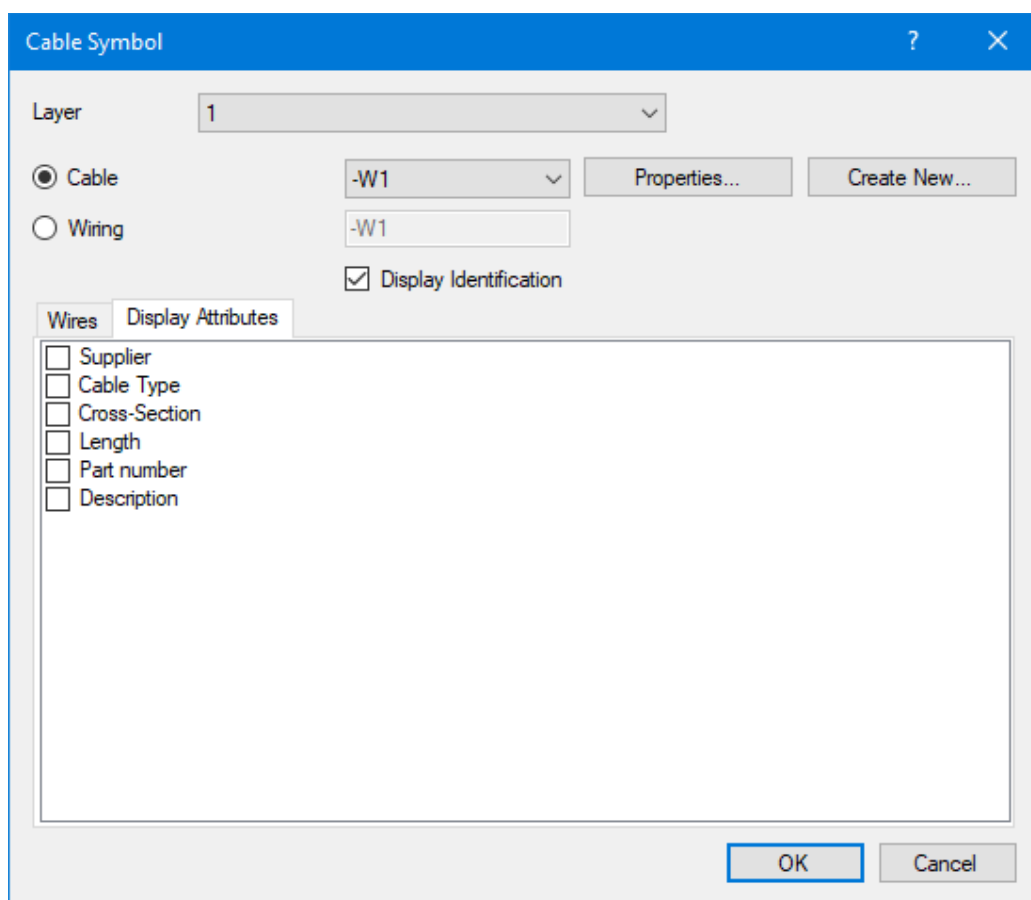 Cable Symbol ?
Layer 1
Cable -W1 Properties... Create New...
Wiring -W1
Display Identification
Wires Display Attributes
Supplier
Cable Type
Cross-Section
Length
Part number
Description
OK Cancel